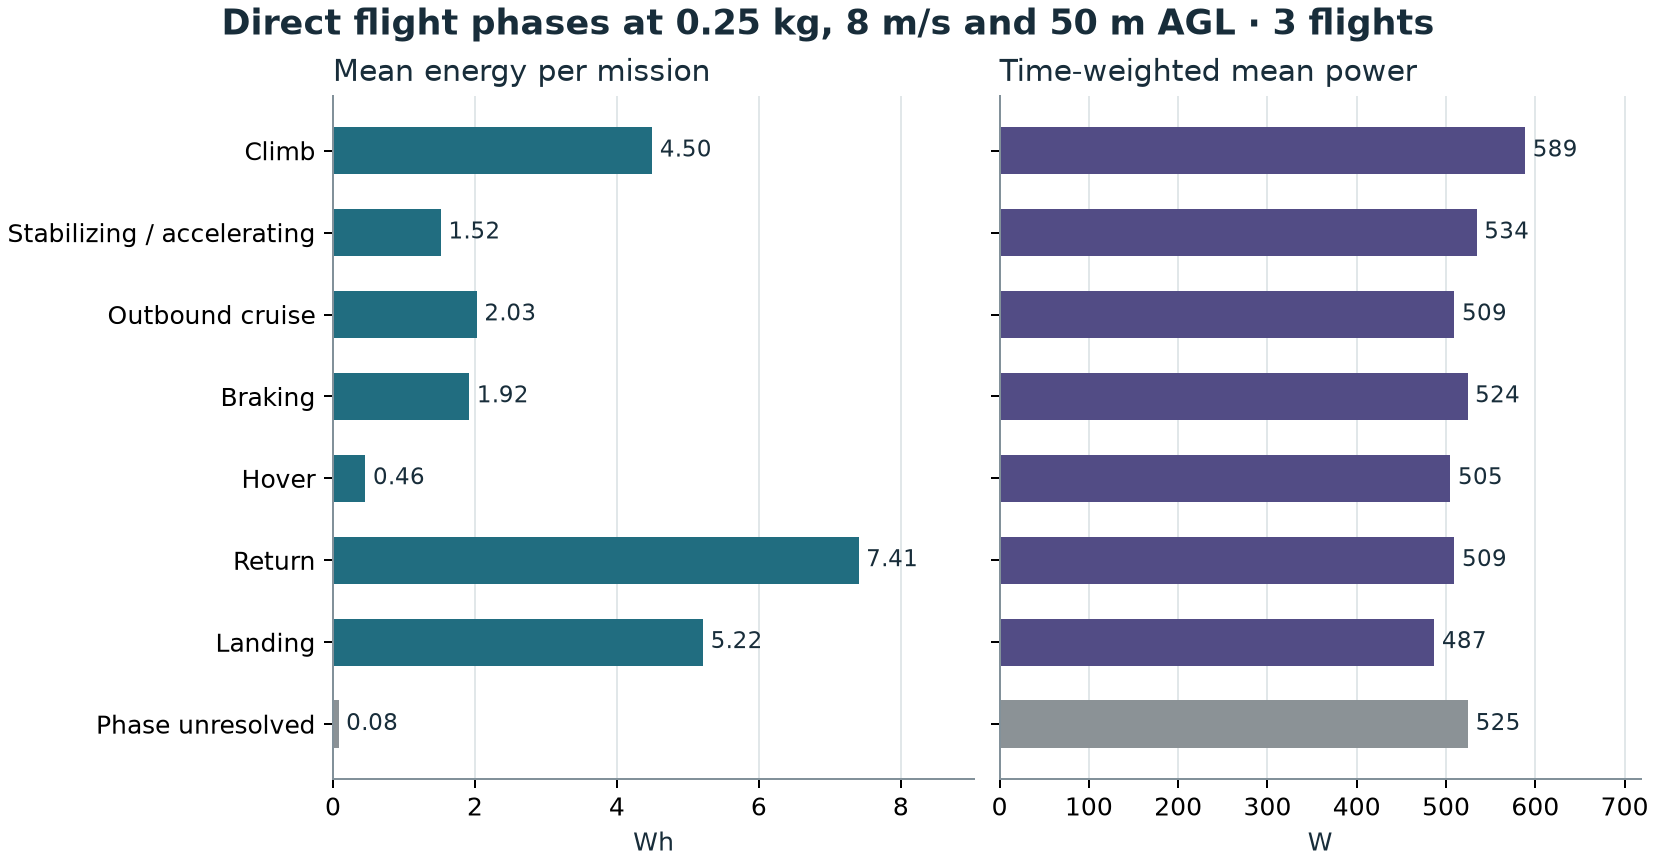 Direct flight phases at 0.25 kg, 8 m/s and 50 m AGL · 3 flights
Mean energy per mission
Climb
4.50
Stabilizing / accelerating
1.52
Outbound cruise
2.03
Braking
1.92
Hover
0.46
Return
7.41
Landing
5.22
Phase unresolved
0.08
0 2 4 6 8
Wh
Time-weighted mean power
589
534
509
524
505
509
487
525
0 100 200 300 400 500 600 700
W